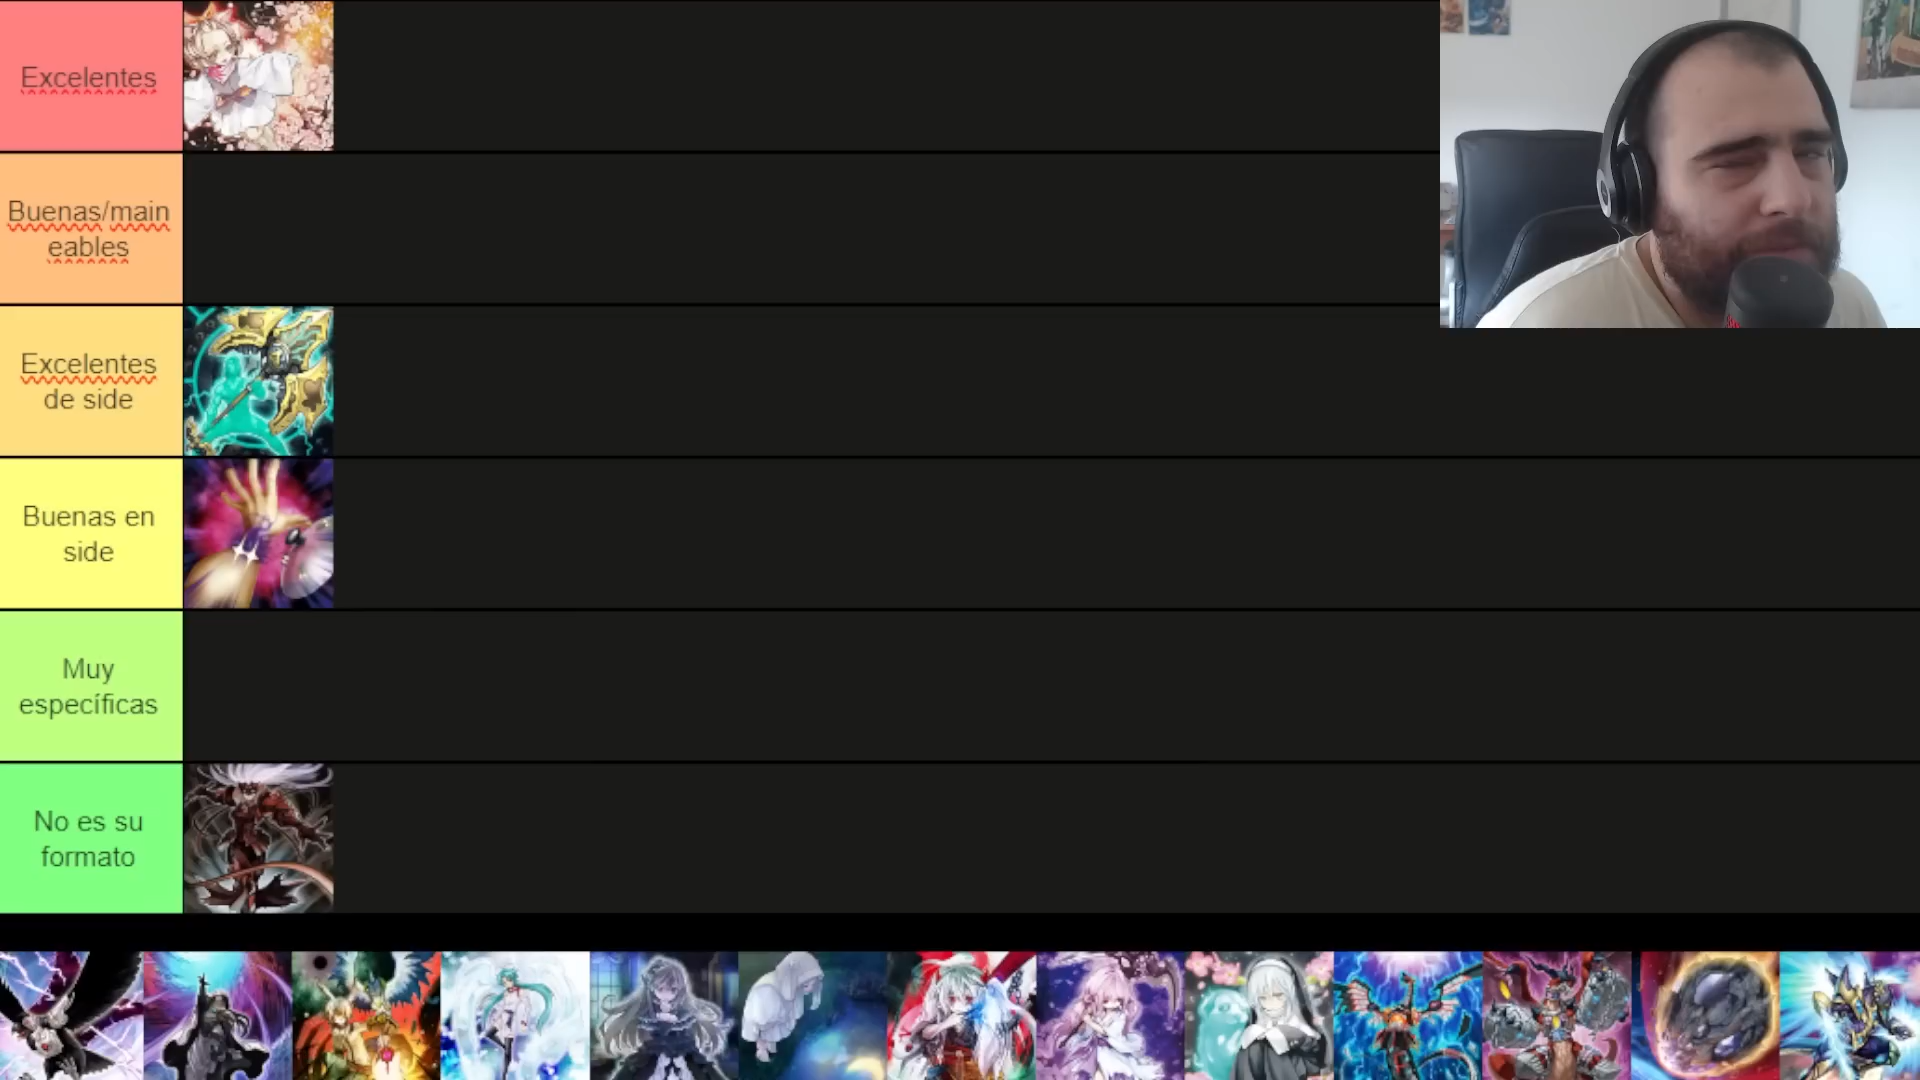 Excelentes
Buenas/main
eables
Excelentes
de side
Buenas en
side
Muy
específicas
No es su
formato